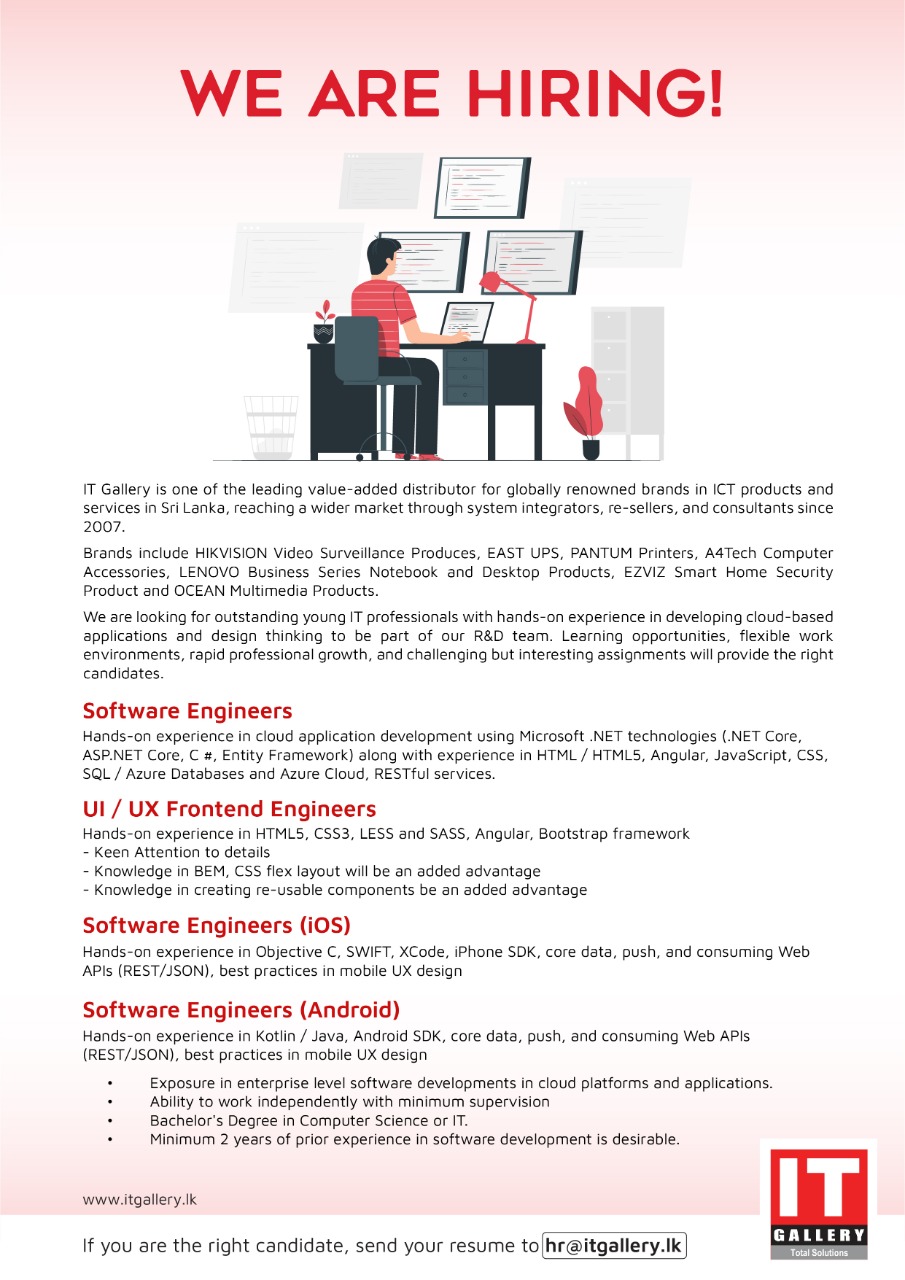 WE ARE HIRING!
IT Gallery is one of the leading value-added distributor for globally renowned brands in ICT products and
services in Sri Lanka, reaching a wider market through system integrators, re-sellers, and consultants since
2007.
Brands include HIKVISION Video Surveillance Produces, EAST UPS, PANTUM Printers, A4Tech Computer
Accessories, LENOVO Business Series Notebook and Desktop Products, EZVIZ Smart Home Security
Product and OCEAN Multimedia Products.
We are looking for outstanding young IT professionals with hands-on experience in developing cloud-based
applications and design thinking to be part of our R&D team. Learning opportunities, flexible work
environments, rapid professional growth, and challenging but interesting assignments will provide the right
candidates.
Software Engineers
Hands-on experience in cloud application development using Microsoft .NET technologies (.NET Core,
ASP.NET Core, C #, Entity Framework) along with experience in HTML / HTML5, Angular, JavaScript, CSS,
SQL / Azure Databases and Azure Cloud, RESTful services.
UI / UX Frontend Engineers
Hands-on experience in HTML5, CSS3, LESS and SASS, Angular, Bootstrap framework
- Keen Attention to details
- Knowledge in BEM, CSS flex layout will be an added advantage
- Knowledge in creating re-usable components be an added advantage
Software Engineers (iOS)
Hands-on experience in Objective C, SWIFT, XCode, iPhone SDK, core data, push, and consuming Web
APIs (REST/JSON), best practices in mobile UX design
Software Engineers (Android)
Hands-on experience in Kotlin / Java, Android SDK, core data, push, and consuming Web APIs
(REST/JSON), best practices in mobile UX design
• Exposure in enterprise level software developments in cloud platforms and applications.
• Ability to work independently with minimum supervision
• Bachelor's Degree in Computer Science or IT.
• Minimum 2 years of prior experience in software development is desirable.
www.itgallery.lk
If you are the right candidate, send your resume to hr@itgallery.lk
IT
GALLERY
Total Solutions